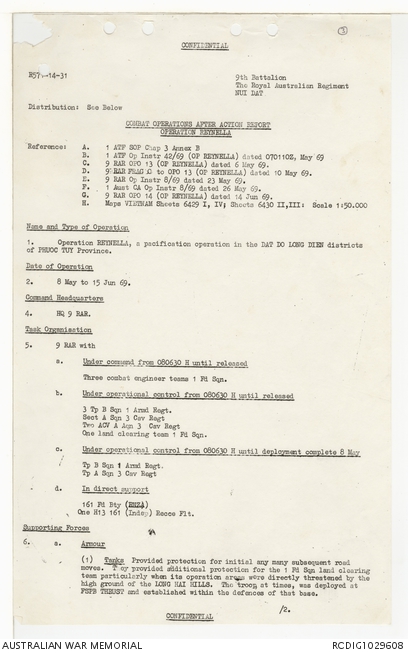 CONFIDENTIAL
R579-14-31
9th Battalion
The Royal Australian Regiment
NUI DAT
Distribution: See Below
COMBAT OPERATIONS AFTER ACTION REPORT
OPERATION REYNELLA
Reference: A. 1 ATF SOP Chap 3 Annex B
B. 1 ATF Op Instr 42/69 (OP REYNELLA) dated 070110Z, May 69
C. 9 RAR OPO 13 (OP REYNELLA) dated 6 May 69.
D. 9 RAR FRAG O to OPO 13 (OP REYNELLA) dated 10 May 69.
E. 9 RAR Op Instr 8/69 dated 23 May 69.
F. 1 Aust CA Op Instr 8/69 dated 26 May 69.
G. 9 RAR OPO 14 (OP REYNELLA) dated 14 Jun 69.
H. Maps VIETNAM Sheets 6429 I, IV; Sheets 6430 II,III: Scale 1:50.000
Name and Type of Operation
1. Operation REYNELLA, a pacification operation in the DAT DO LONG DIEN districts
of PHUOC TUY Province.
Date of Operation
2. 8 May to 15 Jun 69.
Command Headquarters
4. HQ 9 RAR.
Task Organisation
5. 9 RAR with
a. Under command from 080630 H until released
Three combat engineer teams 1 Fd Sqn.
b. Under operational control from 080630 H until released
3 Tp B Sqn 1 Armd Regt.
Sect A Sqn 3 Cav Regt
Two ACV A Sqn 3 Cav Regt
One land clearing team 1 Fd Sqn.
c. Under operational control from 080630 H until deployment complete 8 May
Tp B Sqn 1 Armd Regt.
Tp A Sqn 3 Cav Regt
d. In direct support
161 Fd Bty (RNZA)
One H13 161 (Indep) Recce Flt.
Supporting Forces
6. a. Armour
(1) Tanks Provided protection for initial any many subsequent road
moves. They provided additional protection for the 1 Fd Sqn land clearing
team particularly when its operation areas were directly threatened by the
high ground of the LONG HAI HILLS. The troop at times, was deployed at
FSPB THRUST and established within the defences of that base.
/2.
CONFIDENTIAL
AUSTRALIAN WAR MEMORIAL
RCDIG1029608